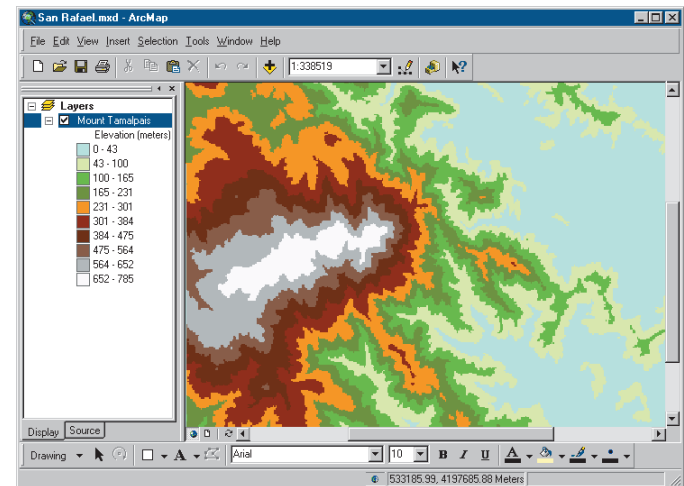 San Rafael.mxd - ArcMap
File Edit View Insert Selection Tools Window Help
1:338519
Layers
Mount Tamalpais
Elevation (meters)
0 - 43
43 - 100
100 - 165
165 - 231
231 - 301
301 - 384
384 - 475
475 - 564
564 - 652
652 - 785
Display Source
Drawing A Arial 10 B I U A
533185.99, 4197685.88 Meters